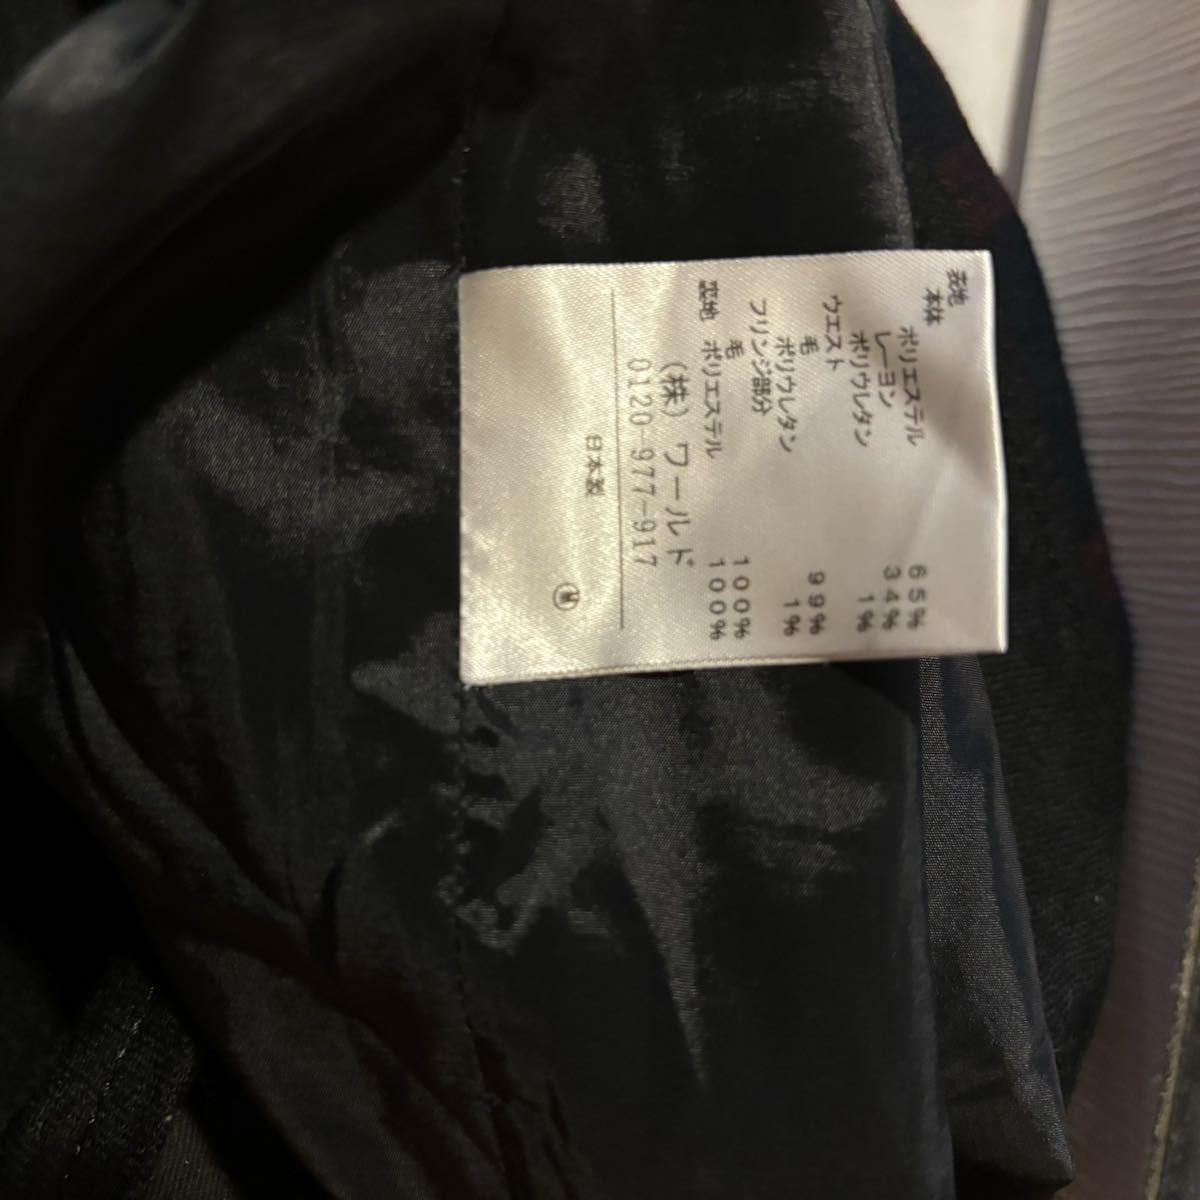 表地
本体
ポリエステル 65%
レーヨン 34%
ポリウレタン 1%
ウエスト
毛 99%
ポリウレタン 1%
フリンジ部分
毛 100%
裏地 ポリエステル 100%
(株)ワールド
0120-977-917
日本製
M